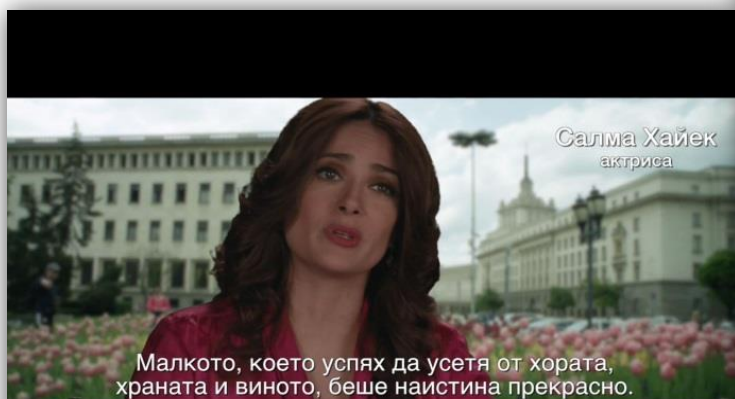 Салма Хайек
актриса
Малкото, което успях да усетя от хората,
храната и виното, беше наистина прекрасно.